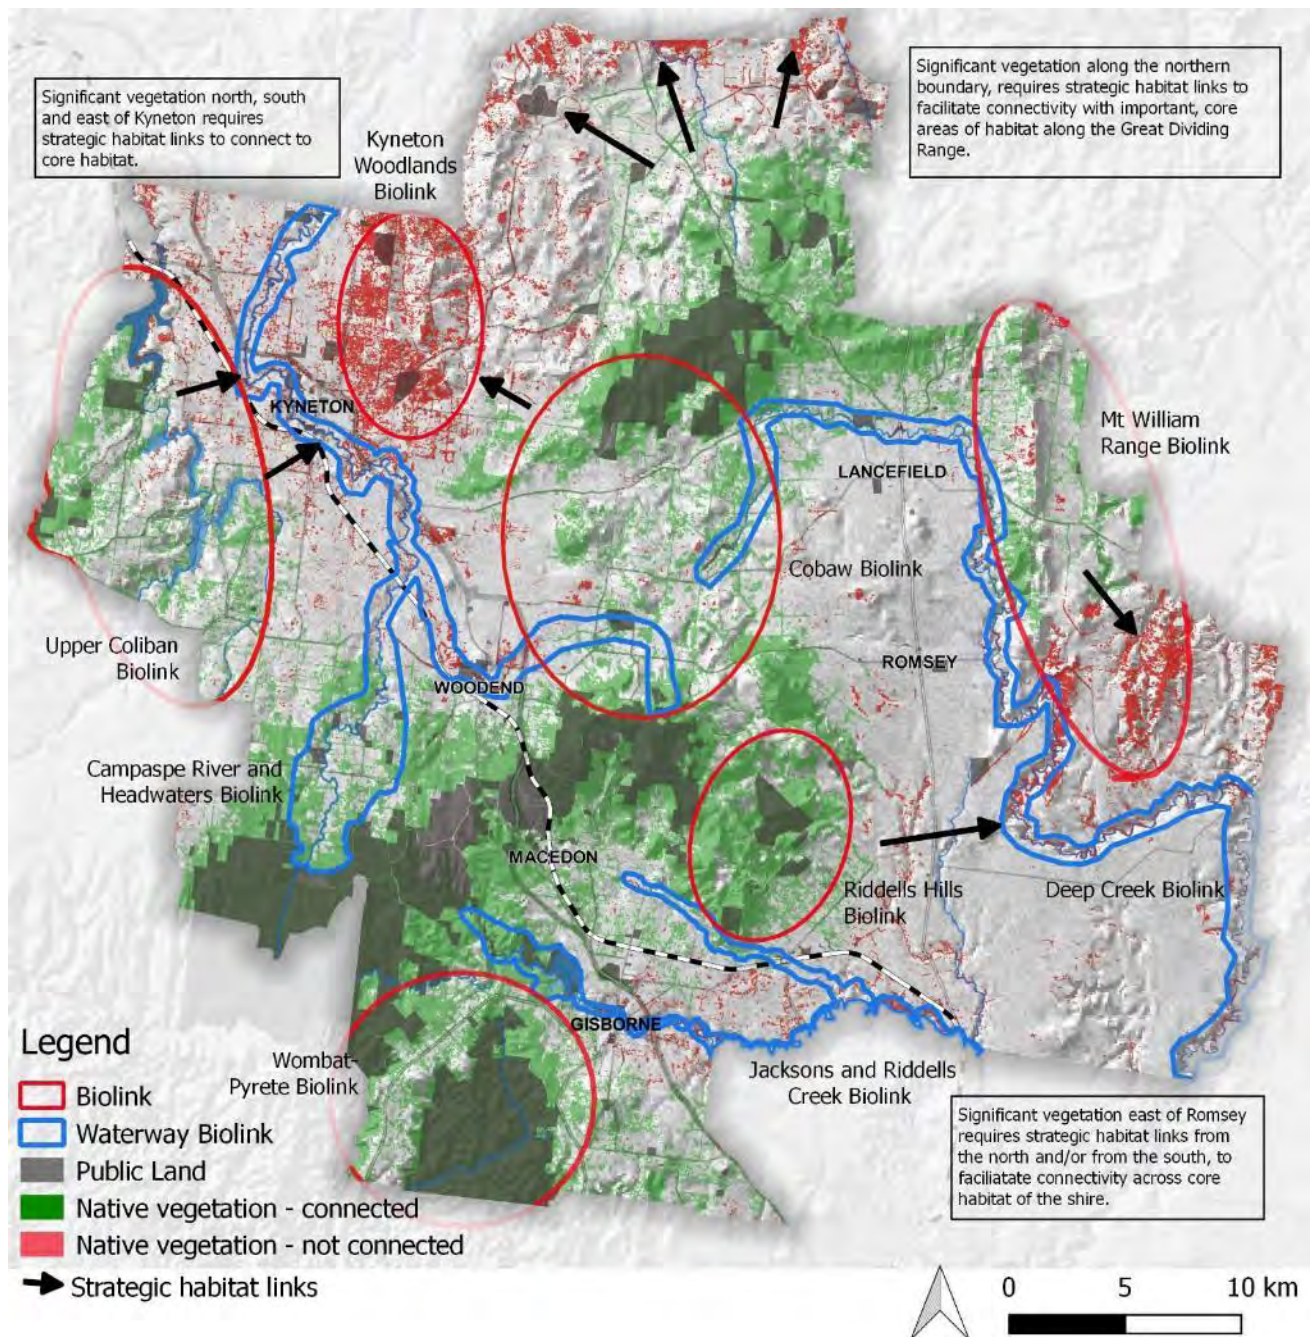 Significant vegetation north, south
and east of Kyneton requires
strategic habitat links to connect to
core habitat.
Significant vegetation along the northern
boundary, requires strategic habitat links to
facilitate connectivity with important, core
areas of habitat along the Great Dividing
Range.
Kyneton
Woodlands
Biolink
KYNETON
Mt William
Range Biolink
LANCEFIELD
Cobaw Biolink
Upper Coliban
Biolink
ROMSEY
WOODEND
Campaspe River and
Headwaters Biolink
MACEDON
Riddells Hills
Biolink
Deep Creek Biolink
GISBORNE
Wombat-
Pyrete Biolink
Jacksons and Riddells
Creek Biolink
Significant vegetation east of Romsey
requires strategic habitat links from
the north and/or from the south, to
faciliatate connectivity across core
habitat of the shire.
Legend
Biolink
Waterway Biolink
Public Land
Native vegetation - connected
Native vegetation - not connected
Strategic habitat links
0 5 10 km